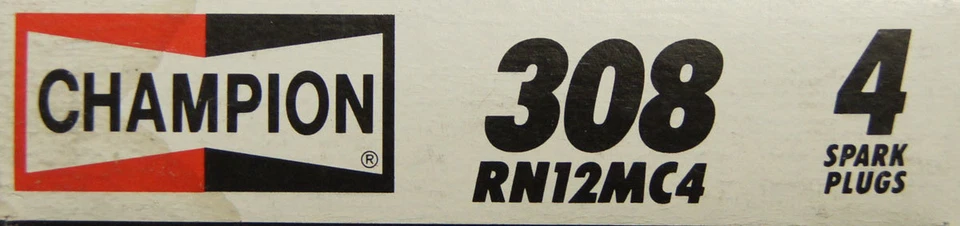 CHAMPION
®
308
RN12MC4
4
SPARK
PLUGS